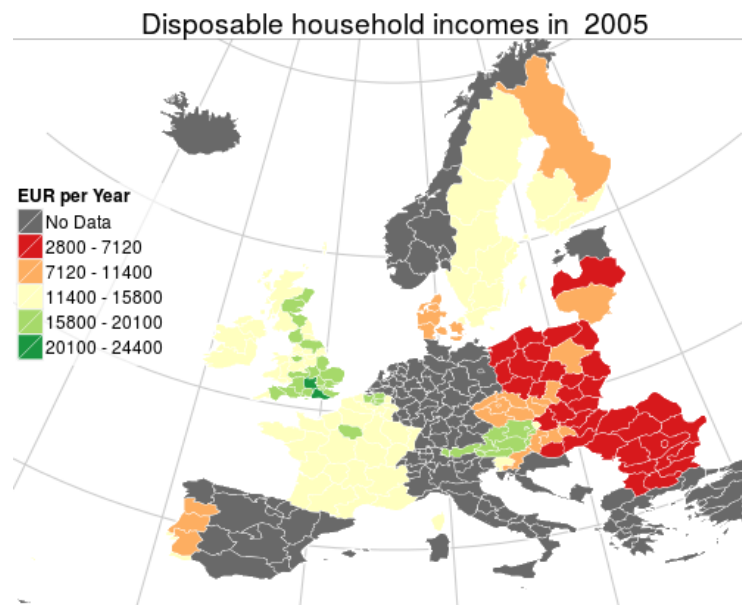 Disposable household incomes in 2005
EUR per Year
No Data
2800 - 7120
7120 - 11400
11400 - 15800
15800 - 20100
20100 - 24400